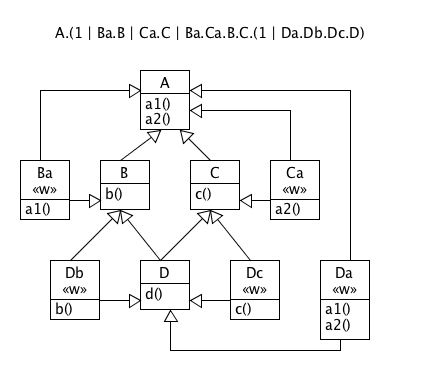 A.(1 | Ba.B | Ca.C | Ba.Ca.B.C.(1 | Da.Db.Dc.D)
A
a1()
a2()
Ba
«w»
a1()
B
b()
C
c()
Ca
«w»
a2()
Db
«w»
b()
D
d()
Dc
«w»
c()
Da
«w»
a1()
a2()